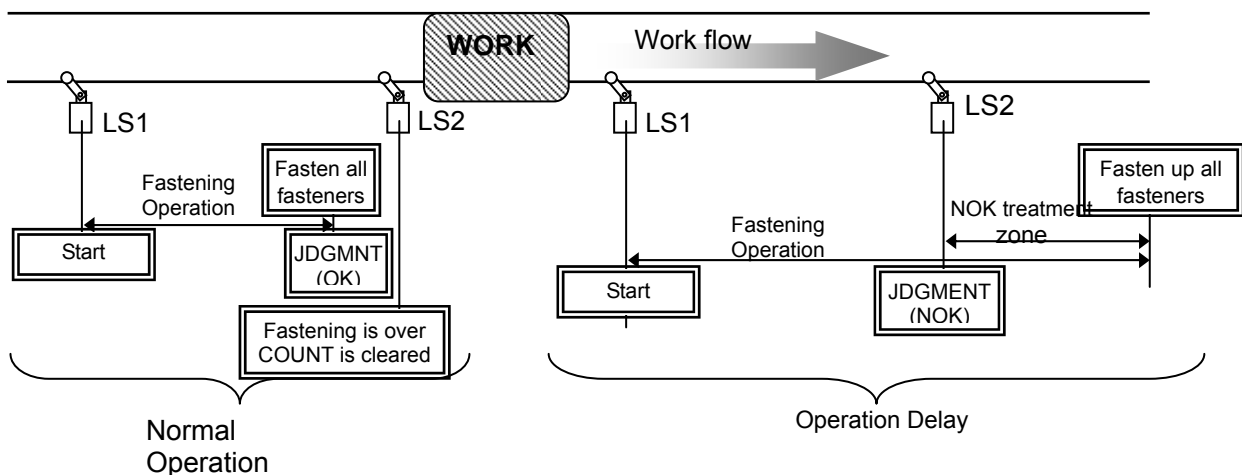 WORK
Work flow
LS1
LS2
LS1
LS2
Fastening
Operation
Fasten all
fasteners
Start
JDGMNT
(OK)
Fastening is over
COUNT is cleared
Normal
Operation
Fastening
Operation
NOK treatment
zone
Fasten up all
fasteners
Start
JDGMENT
(NOK)
Operation Delay